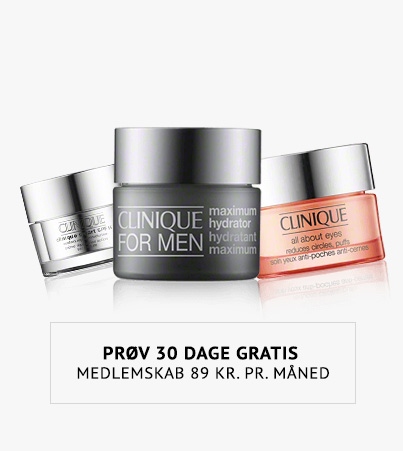 CLINIQUE
CLINIQUE
FOR MEN
maximum
hydrator
hydratant
maximum
CLINIQUE
all about eyes
reduces circles, puffs
soin yeux anti-poches anti-cernes
PRØV 30 DAGE GRATIS
MEDLEMSKAB 89 KR. PR. MÅNED